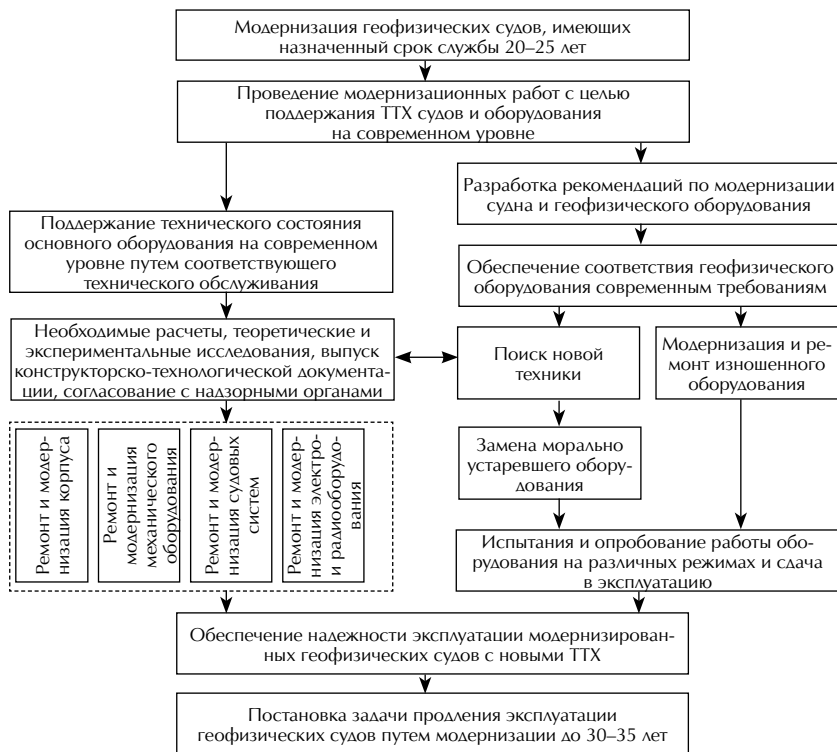 Модернизация геофизических судов, имеющих
назначенный срок службы 20–25 лет
Проведение модернизационных работ с целью
поддержания ТТХ судов и оборудования
на современном уровне
Поддержание технического состояния
основного оборудования на современном
уровне путем соответствующего
технического обслуживания
Разработка рекомендаций по модернизации
судна и геофизического оборудования
Обеспечение соответствия геофизического
оборудования современным требованиям
Необходимые расчеты, теоретические и
экспериментальные исследования, выпуск
конструкторско-технологической документа-
ции, согласование с надзорными органами
Поиск новой
техники
Модернизация и ре-
монт изношенного
оборудования
Замена морально
устаревшего обору-
дования
Ремонт и модер-
низация корпуса
Ремонт и
модернизация
механического
оборудования
Ремонт и модер-
низация судовых
систем
Ремонт и модер-
низация электро-
и радиооборудо-
вания
Испытания и опробование работы обо-
рудования на различных режимах и сдача
в эксплуатацию
Обеспечение надежности эксплуатации модернизирован-
ных геофизических судов с новыми ТТХ
Постановка задачи продления эксплуатации
геофизических судов путем модернизации до 30–35 лет